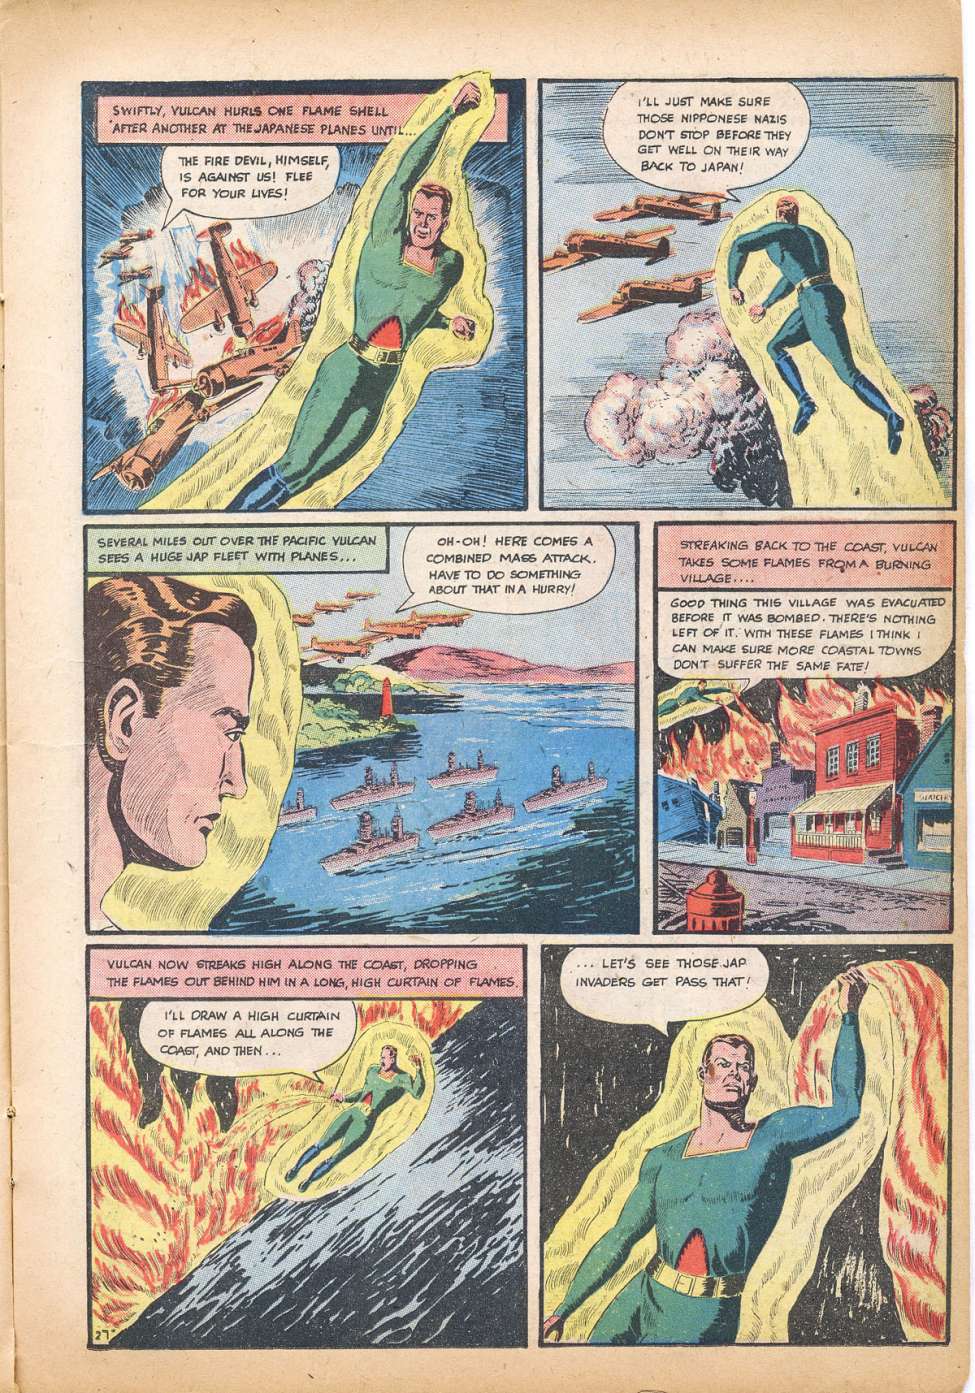 SWIFTLY, VULCAN HURLS ONE FLAME SHELL
AFTER ANOTHER AT THE JAPANESE PLANES UNTIL...
THE FIRE DEVIL, HIMSELF,
IS AGAINST US! FLEE
FOR YOUR LIVES!
I'LL JUST MAKE SURE
THOSE NIPPONESE NAZIS
DON'T STOP BEFORE THEY
GET WELL ON THEIR WAY
BACK TO JAPAN!
SEVERAL MILES OUT OVER THE PACIFIC VULCAN
SEES A HUGE JAP FLEET WITH PLANES...
OH-OH! HERE COMES A
COMBINED MASS ATTACK.
HAVE TO DO SOMETHING
ABOUT THAT IN A HURRY!
STREAKING BACK TO THE COAST, VULCAN
TAKES SOME FLAMES FROM A BURNING
VILLAGE....
GOOD THING THIS VILLAGE WAS EVACUATED
BEFORE IT WAS BOMBED. THERE'S NOTHING
LEFT OF IT. WITH THESE FLAMES I THINK I
CAN MAKE SURE MORE COASTAL TOWNS
DON'T SUFFER THE SAME FATE!
VULCAN NOW STREAKS HIGH ALONG THE COAST, DROPPING
THE FLAMES OUT BEHIND HIM IN A LONG, HIGH CURTAIN OF FLAMES.
I'LL DRAW A HIGH CURTAIN
OF FLAMES ALL ALONG THE
COAST, AND THEN...
27
... LET'S SEE THOSE JAP
INVADERS GET PASS THAT!